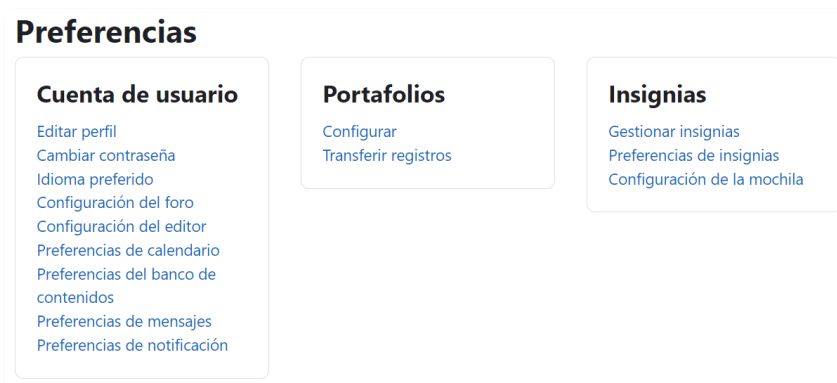 Preferencias
Cuenta de usuario
Editar perfil
Cambiar contraseña
Idioma preferido
Configuración del foro
Configuración del editor
Preferencias de calendario
Preferencias del banco de
contenidos
Preferencias de mensajes
Preferencias de notificación
Portafolios
Configurar
Transferir registros
Insignias
Gestionar insignias
Preferencias de insignias
Configuración de la mochila